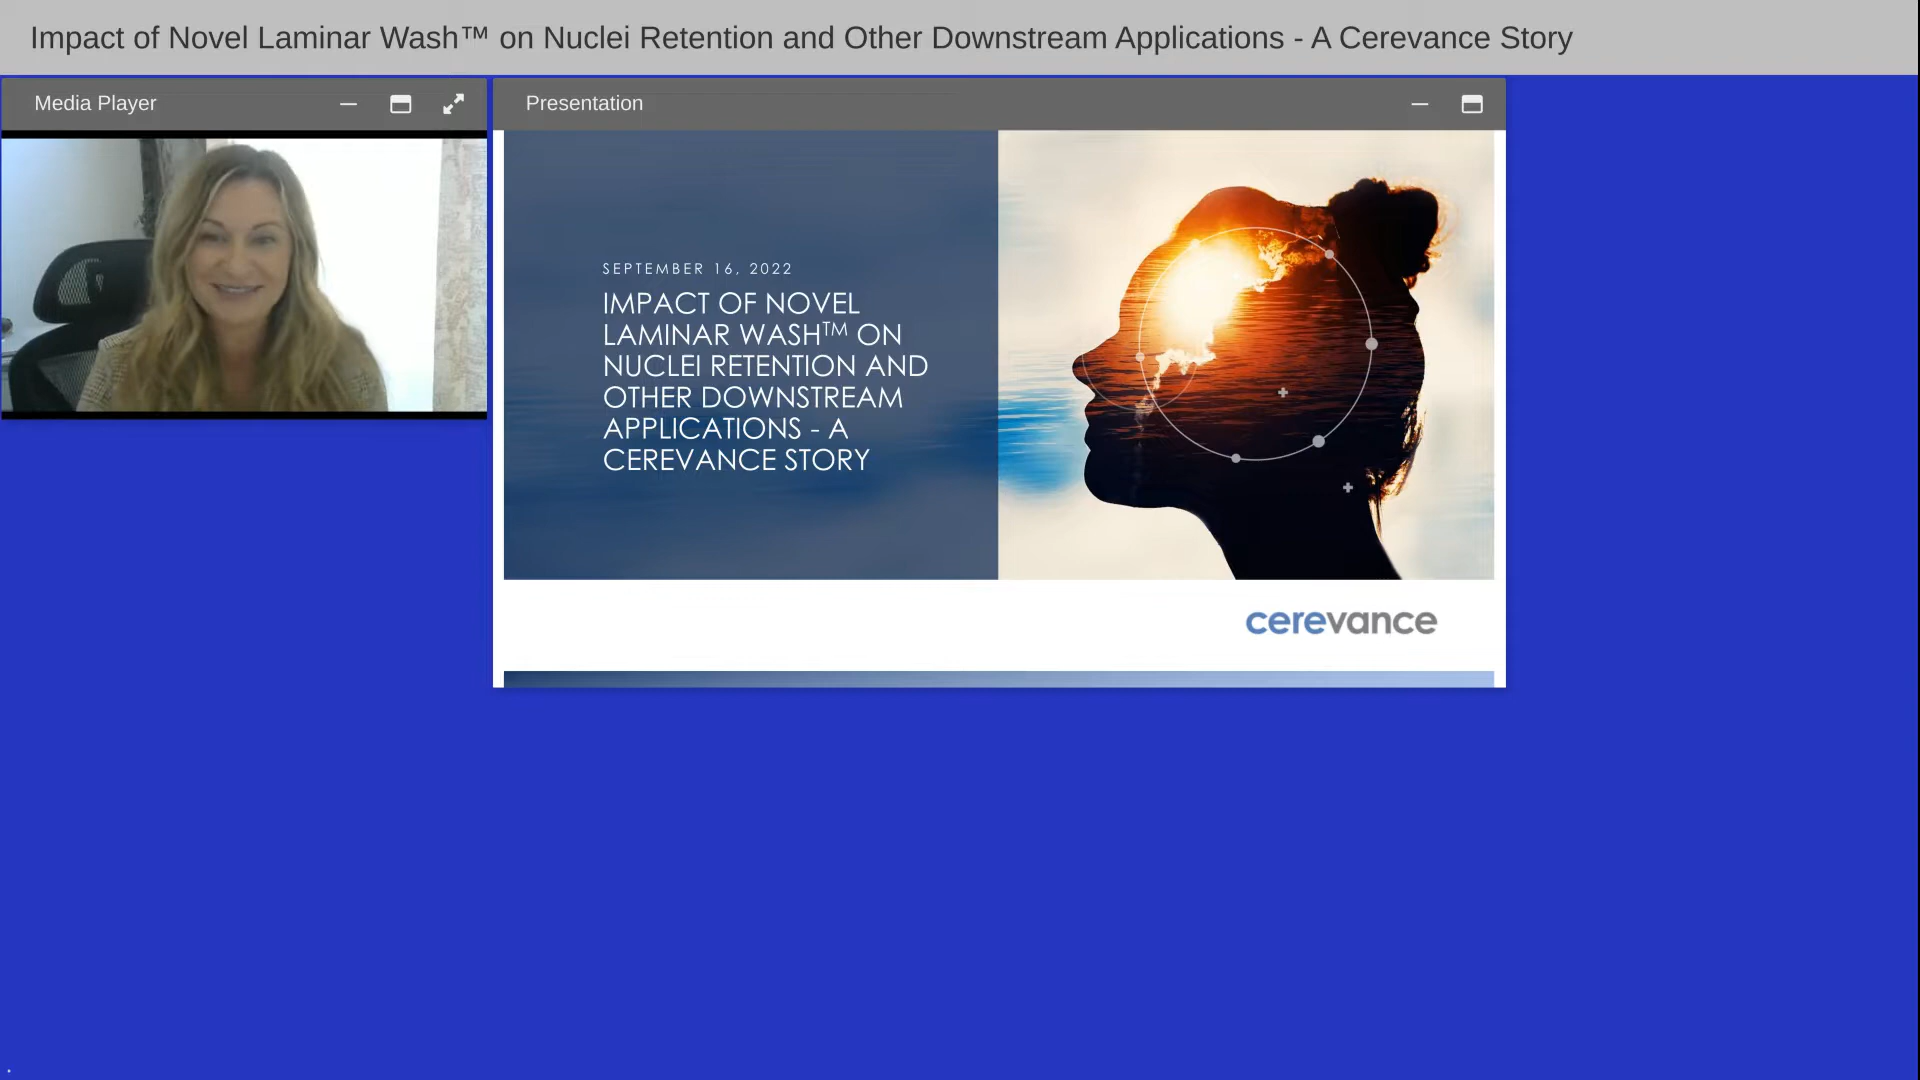 Impact of Novel Laminar Wash™ on Nuclei Retention and Other Downstream Applications - A Cerevance Story
Media Player
Presentation
SEPTEMBER 16, 2022
IMPACT OF NOVEL
LAMINAR WASH™ ON
NUCLEI RETENTION AND
OTHER DOWNSTREAM
APPLICATIONS - A
CEREVANCE STORY
cerevance